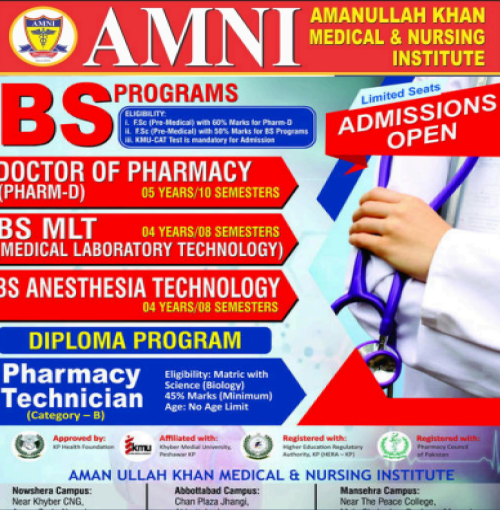 AMNI
AMNI
AMANULLAH KHAN
MEDICAL & NURSING
INSTITUTE
BS PROGRAMS
ELIGIBILITY:
i. F.Sc (Pre-Medical) with 60% Marks for Pharm-D
ii. F.Sc (Pre-Medical) with 50% Marks for BS Programs
iii. KMU-CAT Test is mandatory for Admission
Limited Seats
ADMISSIONS
OPEN
DOCTOR OF PHARMACY
(PHARM-D) 05 YEARS/10 SEMESTERS
BS MLT 04 YEARS/08 SEMESTERS
(MEDICAL LABORATORY TECHNOLOGY)
BS ANESTHESIA TECHNOLOGY
04 YEARS/08 SEMESTERS
DIPLOMA PROGRAM
Pharmacy
Technician
(Category – B)
Eligibility: Matric with
Science (Biology)
45% Marks (Minimum)
Age: No Age Limit
Approved by:
KP Health Foundation
kmu
Affiliated with:
Khyber Medical University,
Peshawar KP
Registered with:
Higher Education Regulatory
Authority, KP (HERA – KP)
Registered with:
Pharmacy Council
of Pakistan
AMAN ULLAH KHAN MEDICAL & NURSING INSTITUTE
Nowshera Campus:
Near Khyber CNG,
Abbottabad Campus:
Chan Plaza Jhangi,
Mansehra Campus:
Near The Peace College,